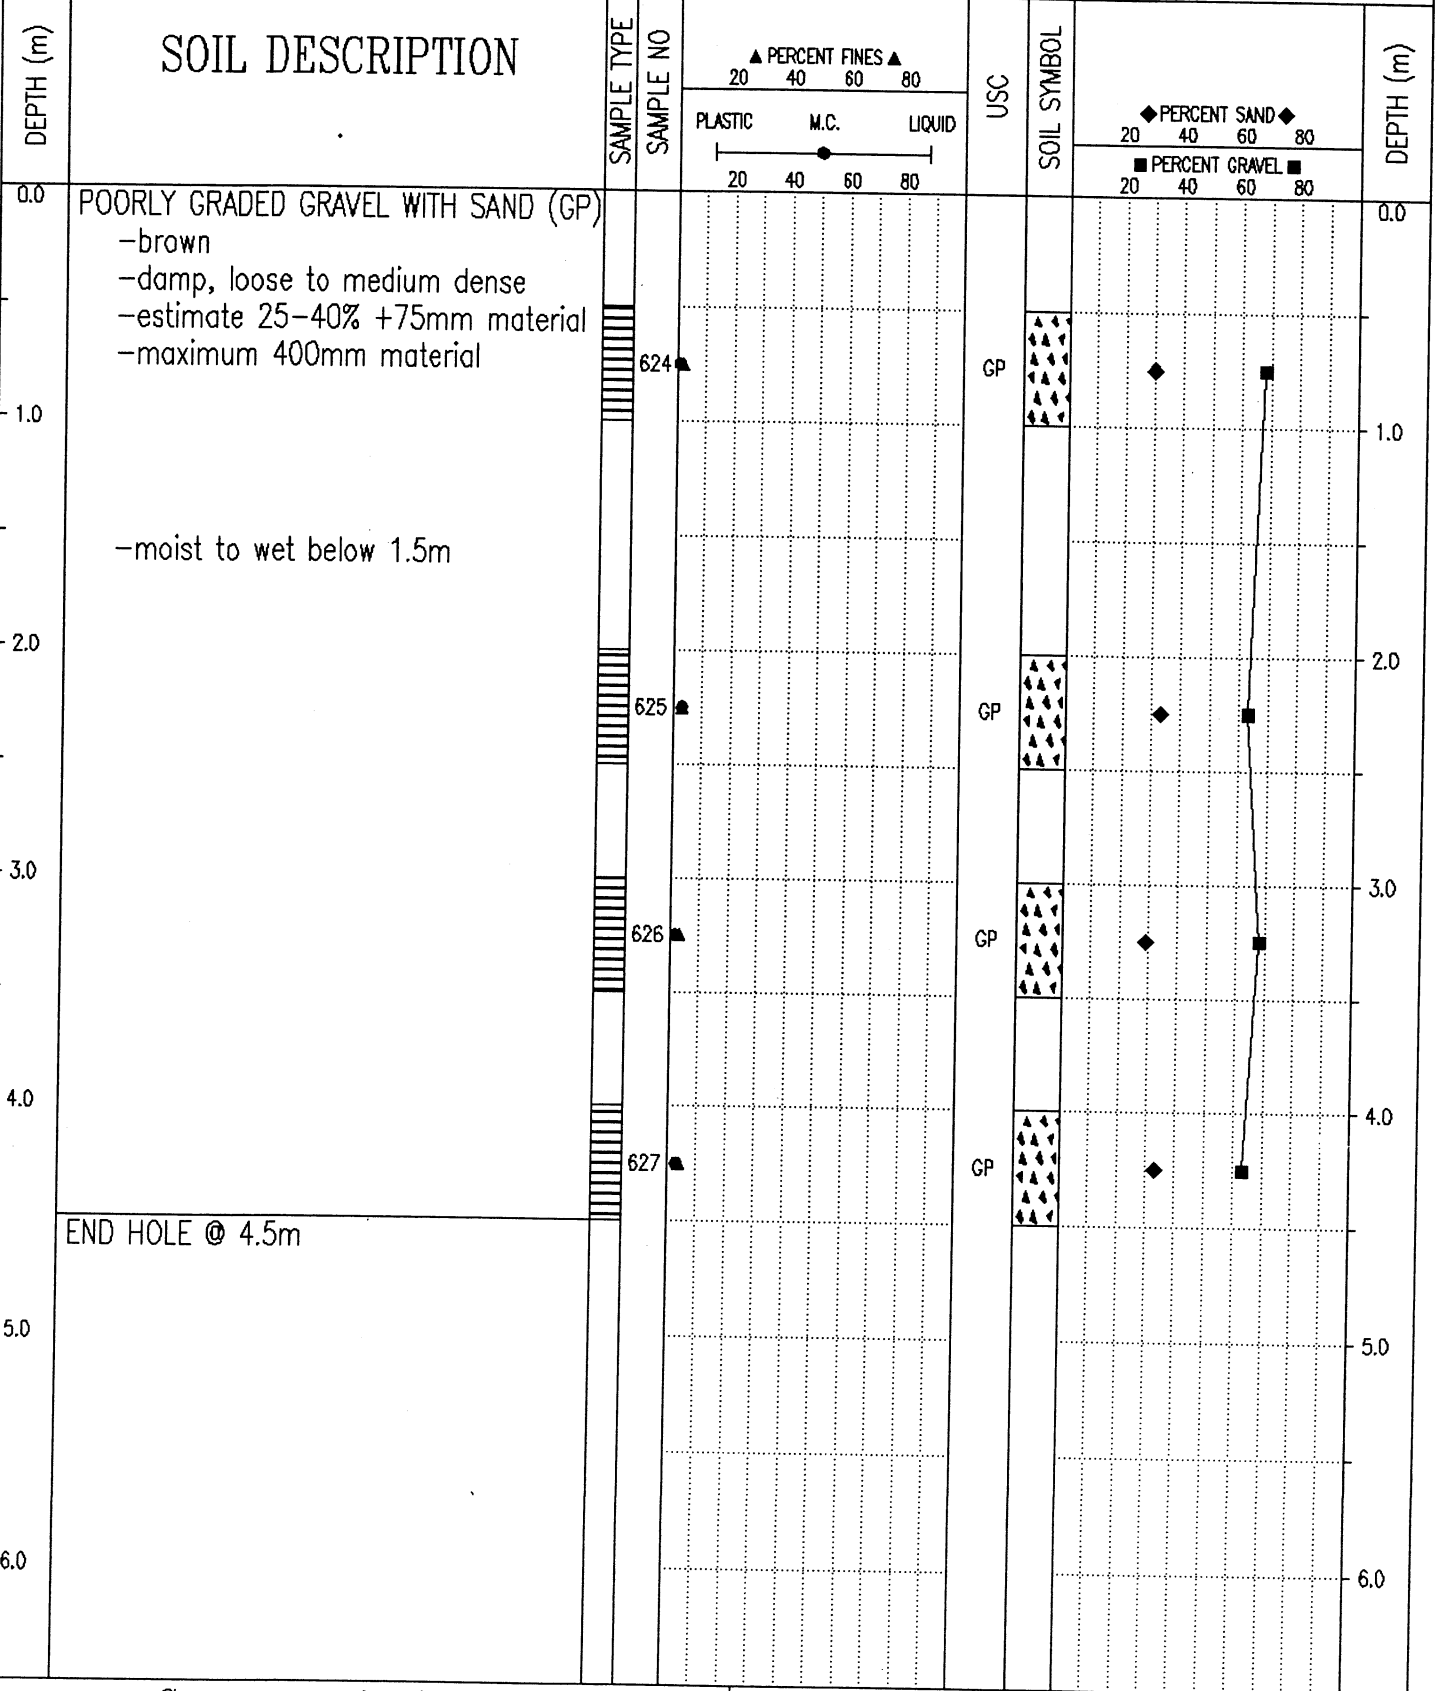 DEPTH (m)
SOIL DESCRIPTION
SAMPLE TYPE
SAMPLE NO
▲ PERCENT FINES ▲
20 40 60 80
PLASTIC M.C. LIQUID
20 40 60 80
USC
SOIL SYMBOL
◆PERCENT SAND◆
20 40 60 80
■ PERCENT GRAVEL ■
20 40 60 80
DEPTH (m)
0.0
POORLY GRADED GRAVEL WITH SAND (GP)
0.0
-brown
-damp, loose to medium dense
-estimate 25-40% +75mm material
-maximum 400mm material
624
GP
1.0
1.0
-moist to wet below 1.5m
2.0
2.0
625
GP
3.0
3.0
626
GP
4.0
4.0
627
GP
END HOLE @ 4.5m
5.0
5.0
6.0
6.0